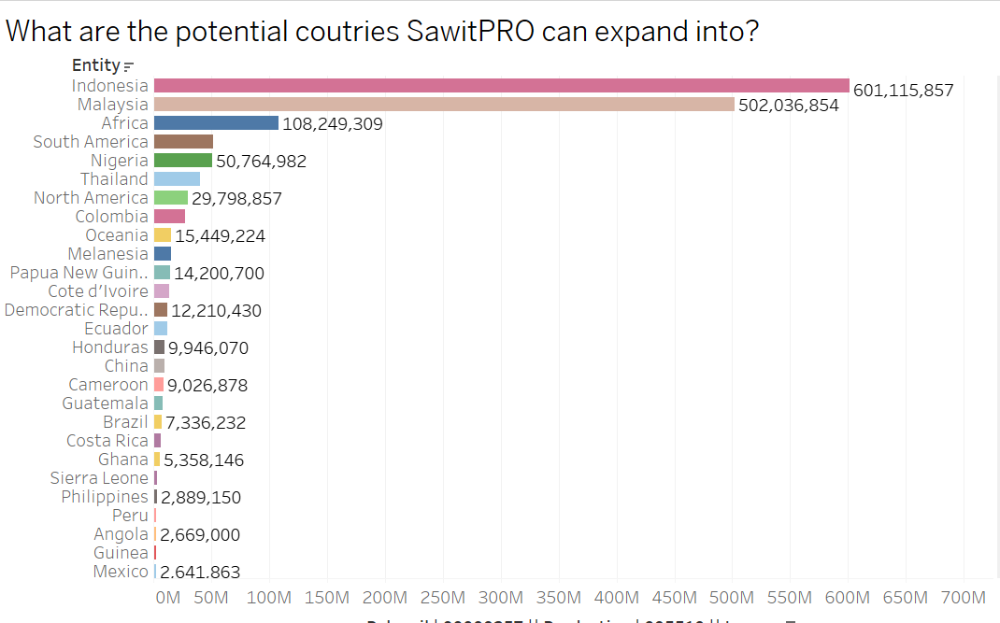 What are the potential coutries SawitPRO can expand into?
Entity
Indonesia 601,115,857
Malaysia 502,036,854
Africa 108,249,309
South America
Nigeria 50,764,982
Thailand
North America 29,798,857
Colombia
Oceania 15,449,224
Melanesia
Papua New Guin.. 14,200,700
Cote d'Ivoire
Democratic Repu.. 12,210,430
Ecuador
Honduras 9,946,070
China
Cameroon 9,026,878
Guatemala
Brazil 7,336,232
Costa Rica
Ghana 5,358,146
Sierra Leone
Philippines 2,889,150
Peru
Angola 2,669,000
Guinea
Mexico 2,641,863
0M 50M 100M 150M 200M 250M 300M 350M 400M 450M 500M 550M 600M 650M 700M